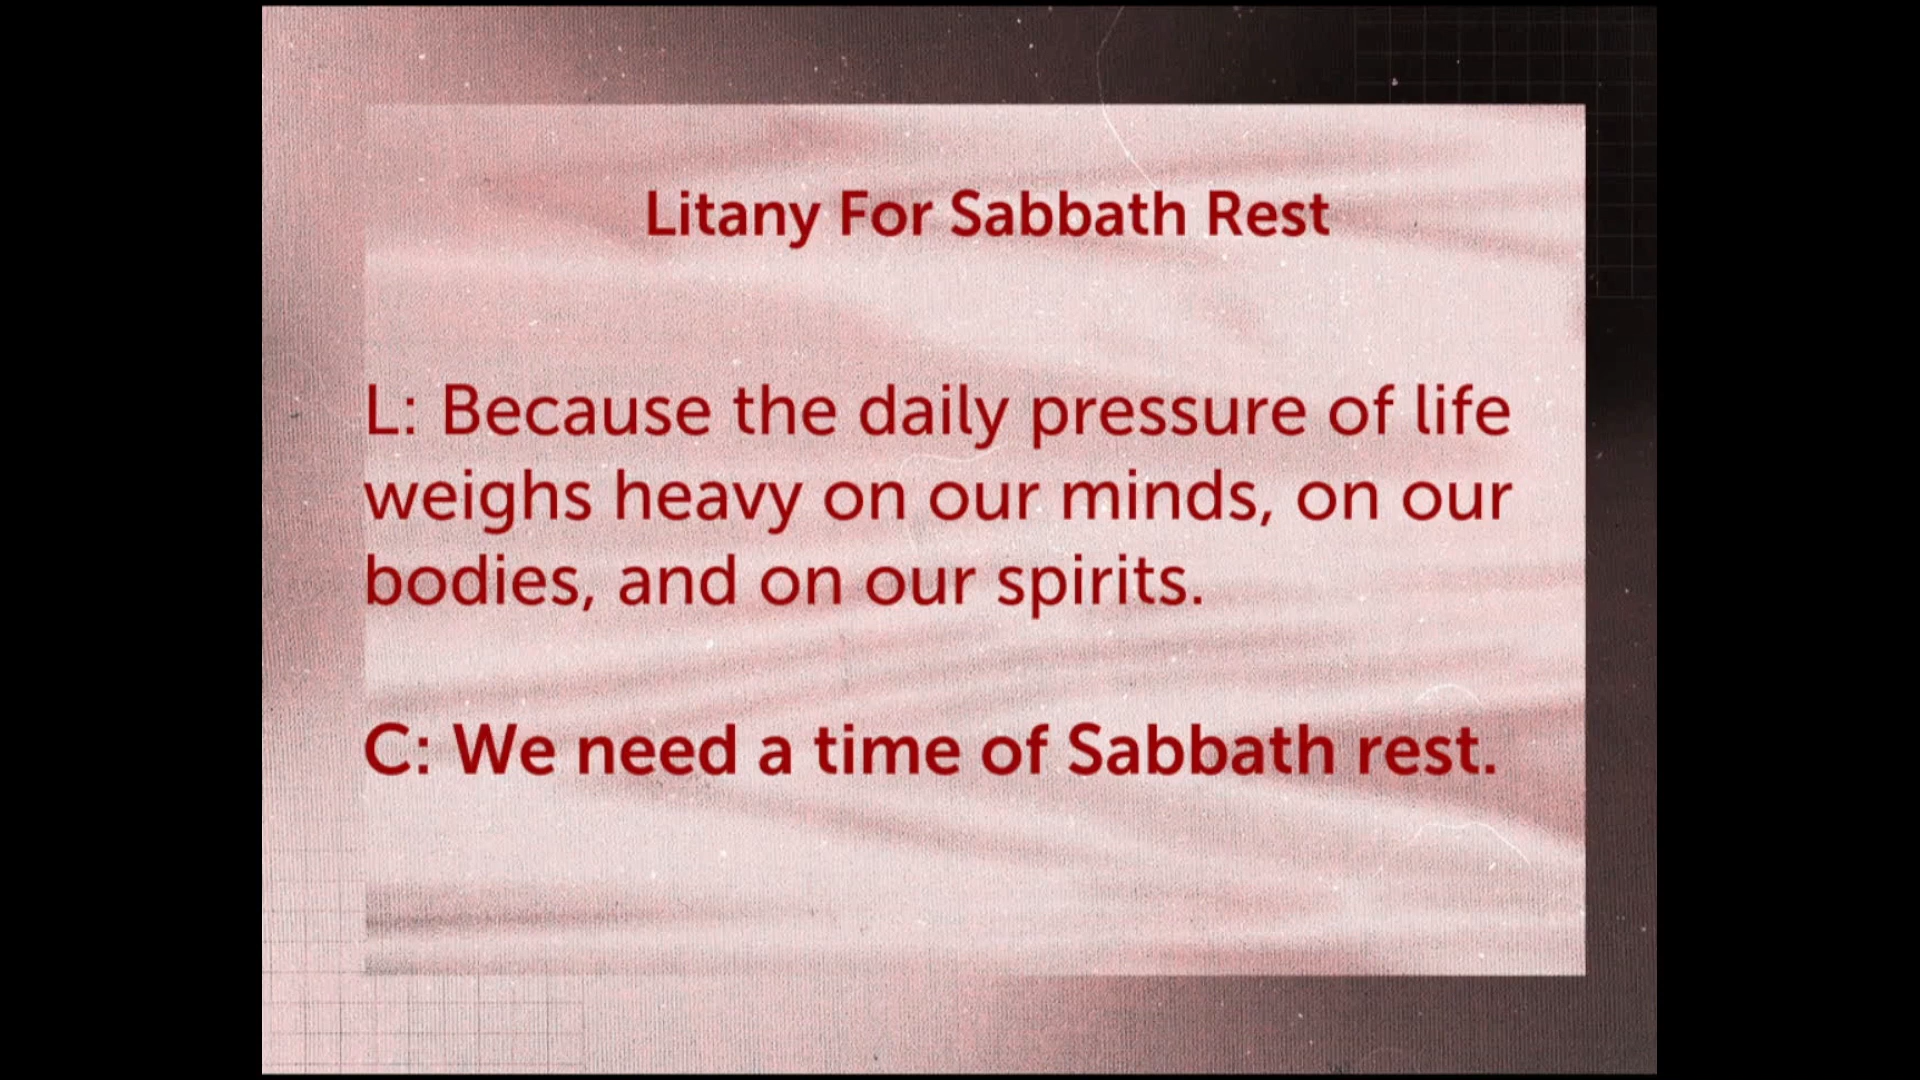 Litany For Sabbath Rest
L: Because the daily pressure of life
weighs heavy on our minds, on our
bodies, and on our spirits.
C: We need a time of Sabbath rest.